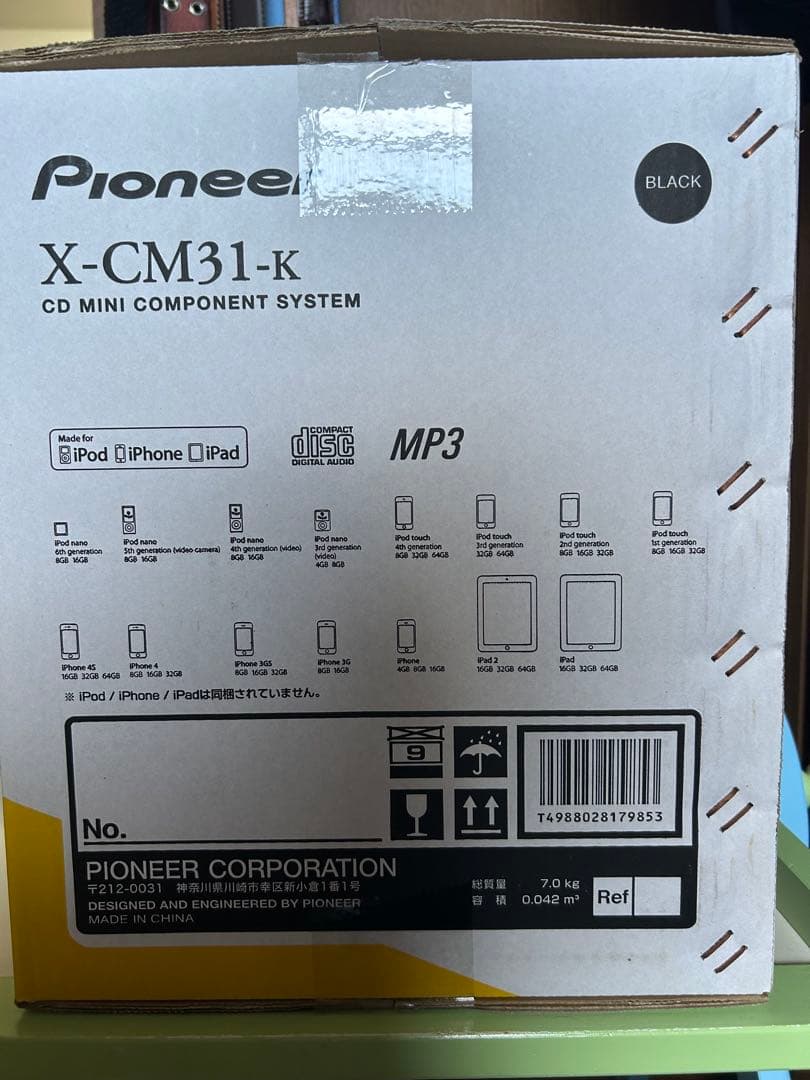 Pioneer
BLACK
X-CM31-K
CD MINI COMPONENT SYSTEM
Made for
iPod iPhone iPad
COMPACT
disc
DIGITAL AUDIO
MP3
iPod nano
6th generation
8GB 16GB
iPod nano
5th generation (video camera)
8GB 16GB
iPod nano
4th generation (video)
8GB 16GB
iPod nano
3rd generation
(video)
4GB 8GB
iPod touch
4th generation
8GB 32GB 64GB
iPod touch
3rd generation
32GB 64GB
iPod touch
2nd generation
8GB 16GB 32GB
iPod touch
1st generation
8GB 16GB 32GB
iPhone 4S
16GB 32GB 64GB
iPhone 4
8GB 16GB 32GB
iPhone 3GS
8GB 16GB 32GB
iPhone 3G
8GB 16GB
iPhone
4GB 8GB 16GB
iPad 2
16GB 32GB 64GB
iPad
16GB 32GB 64GB
※ iPod / iPhone / iPadは同梱されていません。
9
T4988028179853
No.
PIONEER CORPORATION
〒212-0031 神奈川県川崎市幸区新小倉1番1号
DESIGNED AND ENGINEERED BY PIONEER
MADE IN CHINA
総質量 7.0 kg
容 積 0.042 m³
Ref